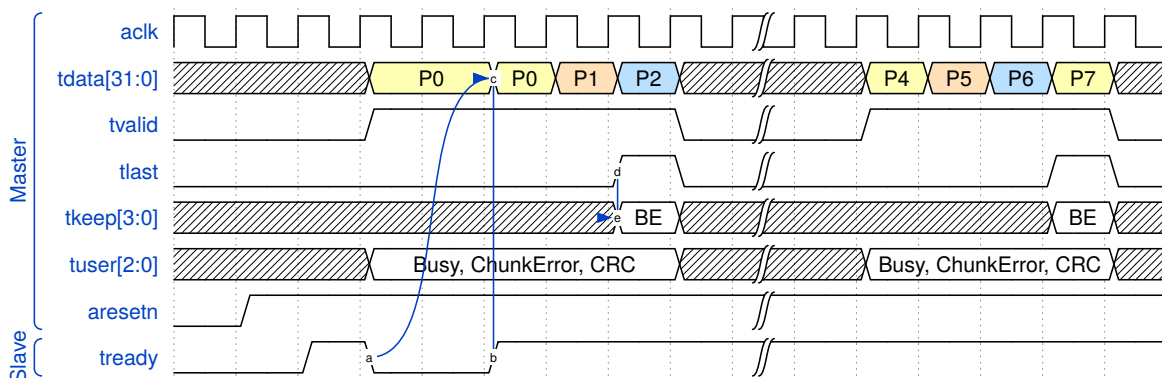 Master
aclk
tdata[31:0] P0 c P0 P1 P2 P4 P5 P6 P7
tvalid
tlast d
tkeep[3:0] e BE BE
tuser[2:0] Busy, ChunkError, CRC Busy, ChunkError, CRC
aresetn
Slave
tready a b